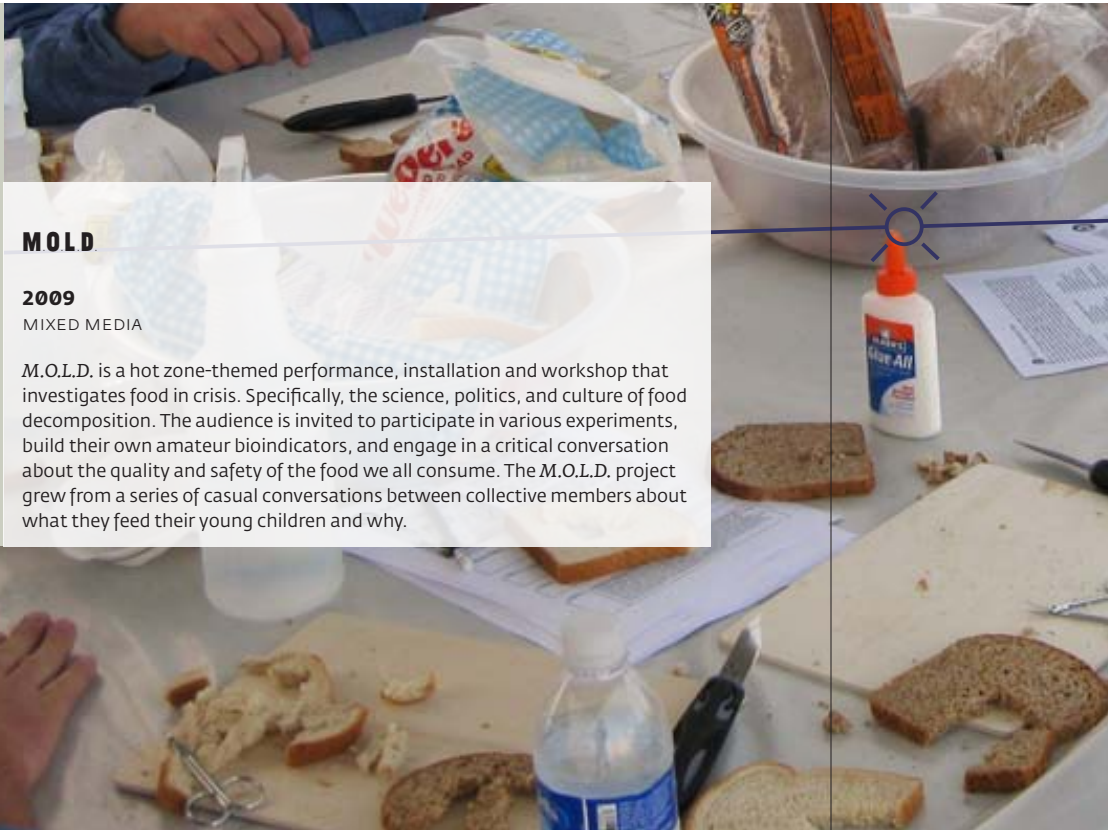 MOLD
2009
MIXED MEDIA
M.O.L.D. is a hot zone-themed performance, installation and workshop that
investigates food in crisis. Specifically, the science, politics, and culture of food
decomposition. The audience is invited to participate in various experiments,
build their own amateur bioindicators, and engage in a critical conversation
about the quality and safety of the food we all consume. The M.O.L.D. project
grew from a series of casual conversations between collective members about
what they feed their young children and why.
Elmer's
Glue-All